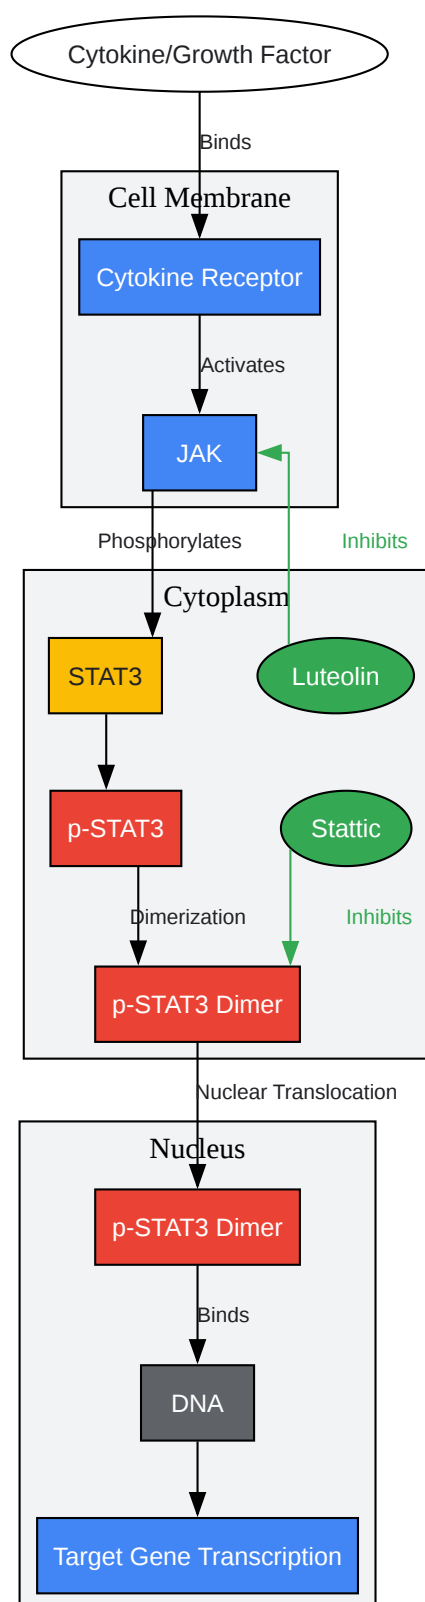 Cytokine/Growth Factor
Binds
Cell Membrane
Cytokine Receptor
Activates
JAK
Phosphorylates
Inhibits
Cytoplasm
STAT3
Luteolin
p-STAT3
Stattic
Dimerization
Inhibits
p-STAT3 Dimer
Nuclear Translocation
Nucleus
p-STAT3 Dimer
Binds
DNA
Target Gene Transcription